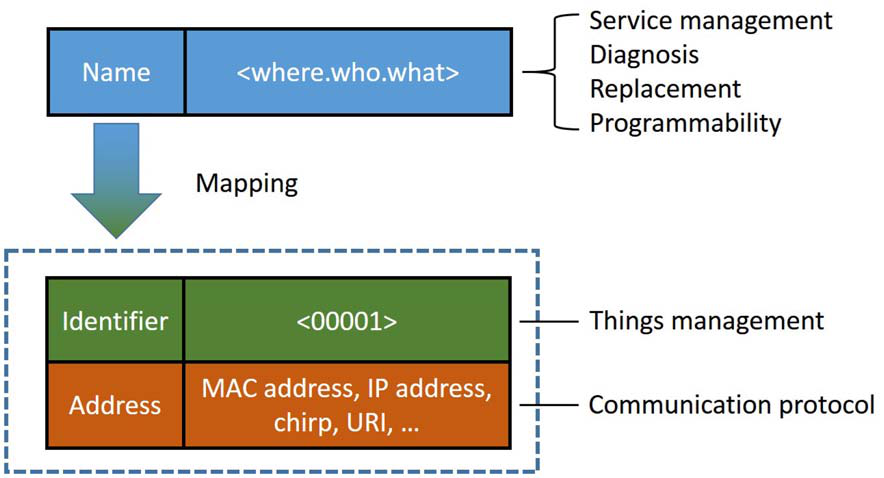 Name
<where.who.what>
Service management
Diagnosis
Replacement
Programmability
Mapping
Identifier
<00001>
Things management
Address
MAC address, IP address,
chirp, URI, ...
Communication protocol